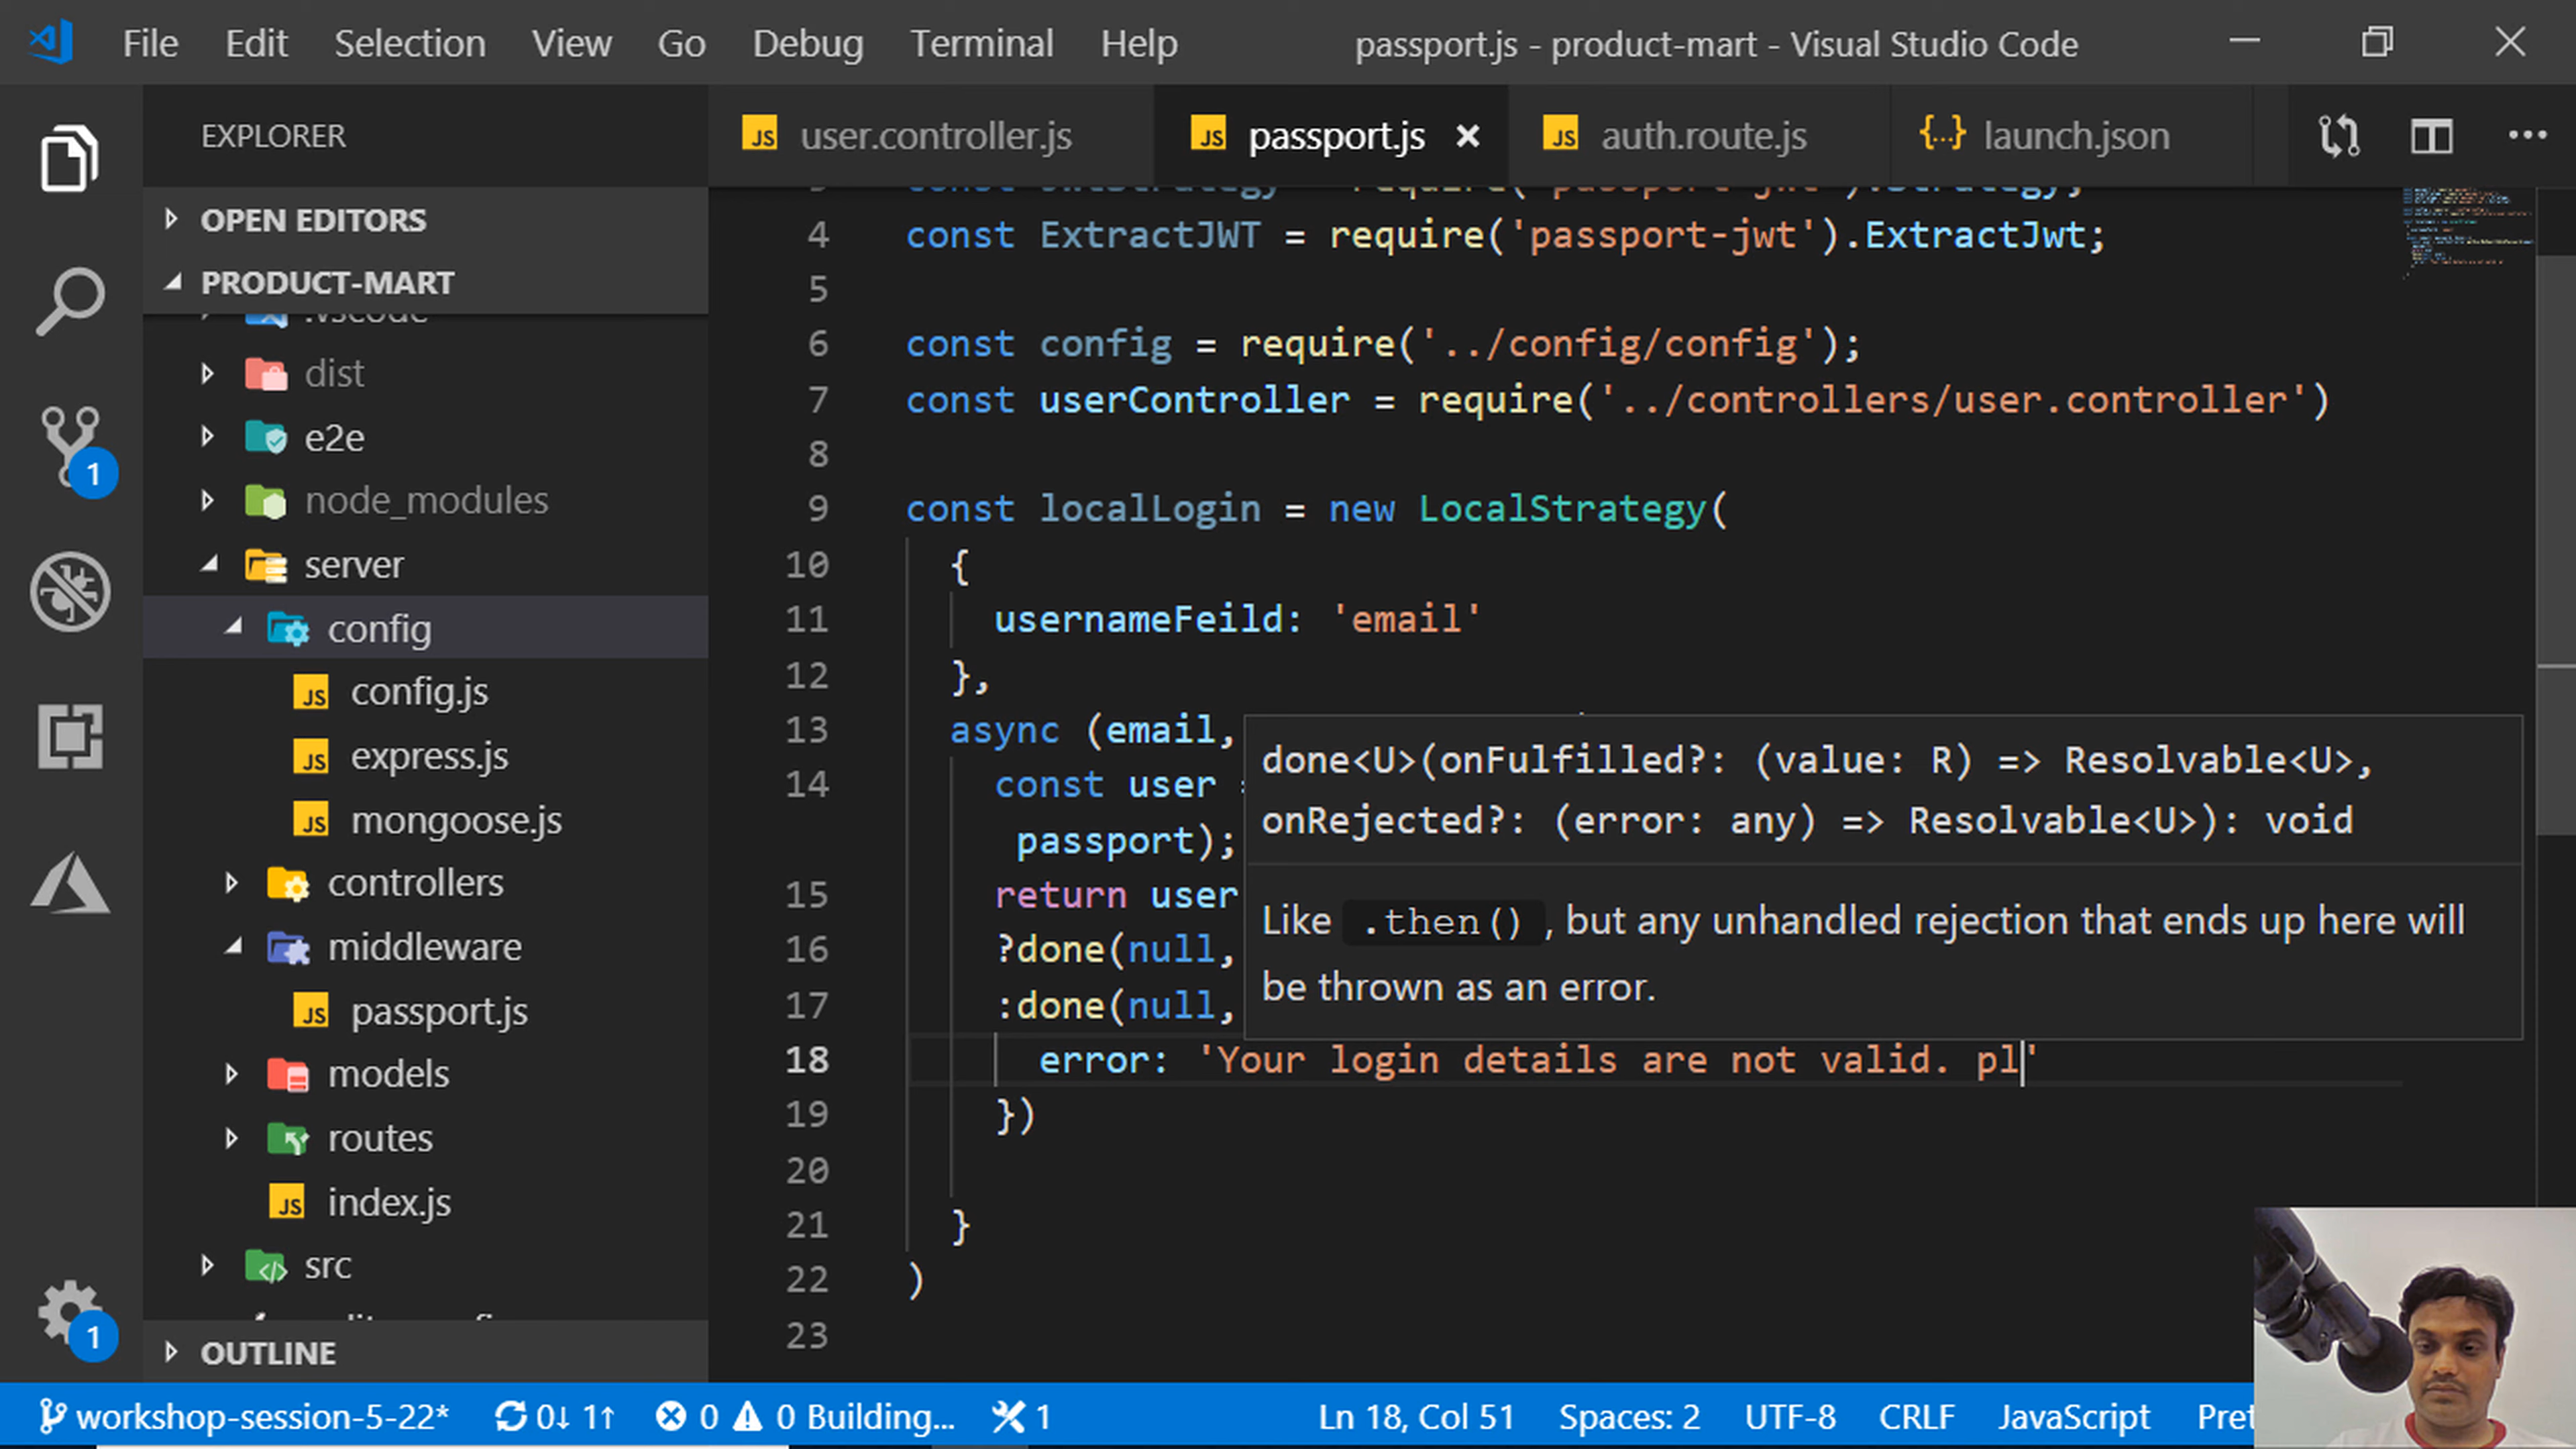 File Edit Selection View Go Debug Terminal Help passport.js - product-mart - Visual Studio Code
EXPLORER
user.controller.js passport.js auth.route.js {..} launch.json
OPEN EDITORS
PRODUCT-MART
.vscode
dist
e2e
node_modules
server
config
JS config.js
JS express.js
JS mongoose.js
controllers
middleware
JS passport.js
models
routes
JS index.js
src
OUTLINE
4 const ExtractJWT = require('passport-jwt').ExtractJwt;
5
6 const config = require('../config/config');
7 const userController = require('../controllers/user.controller')
8
9 const localLogin = new LocalStrategy(
10 {
11 usernameFeild: 'email'
12 },
13 async (email,
14 const user
passport);
15 return user
16 ?done(null,
17 :done(null,
18 error: 'Your login details are not valid. pl'
19 })
20
21 }
22 )
23
done<U>(onFulfilled?: (value: R) => Resolvable<U>,
onRejected?: (error: any) => Resolvable<U>): void
Like .then(), but any unhandled rejection that ends up here will
be thrown as an error.
1
1
workshop-session-5-22* 0↓ 1↑ 0 0 Building... 1 Ln 18, Col 51 Spaces: 2 UTF-8 CRLF JavaScript